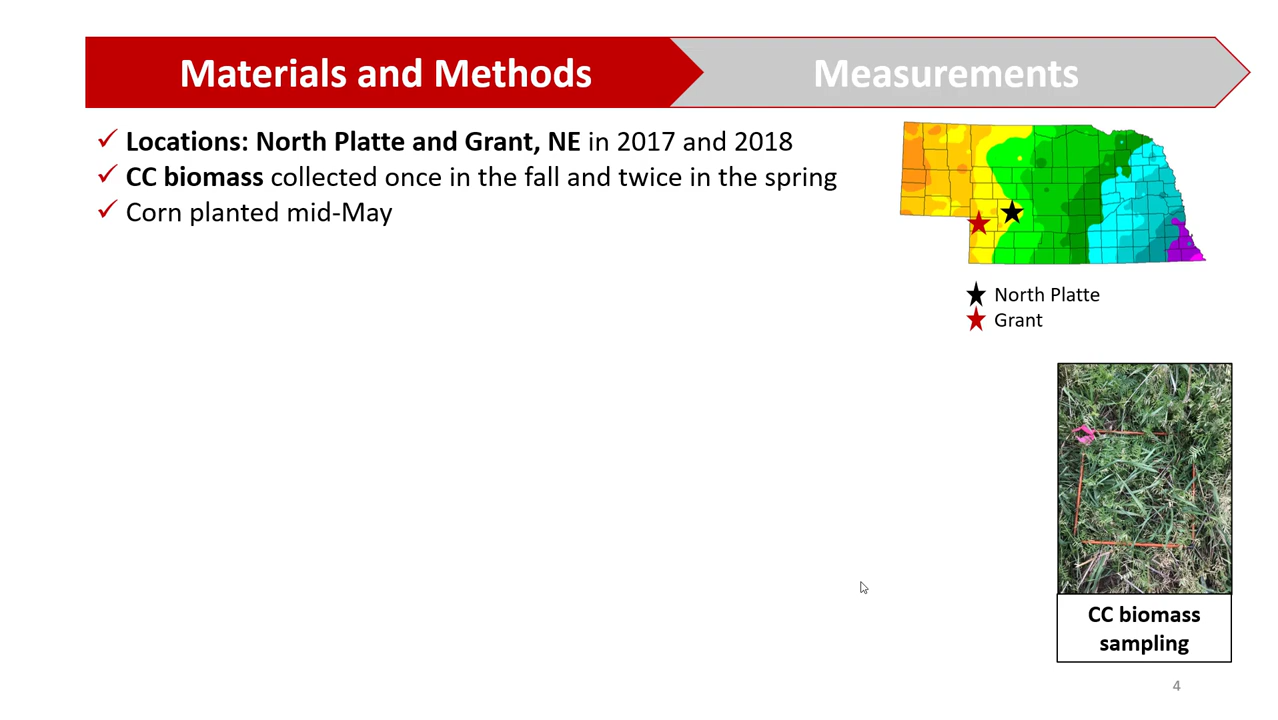 Materials and Methods
Measurements
✓ Locations: North Platte and Grant, NE in 2017 and 2018
✓ CC biomass collected once in the fall and twice in the spring
✓ Corn planted mid-May
North Platte
Grant
CC biomass
sampling
4